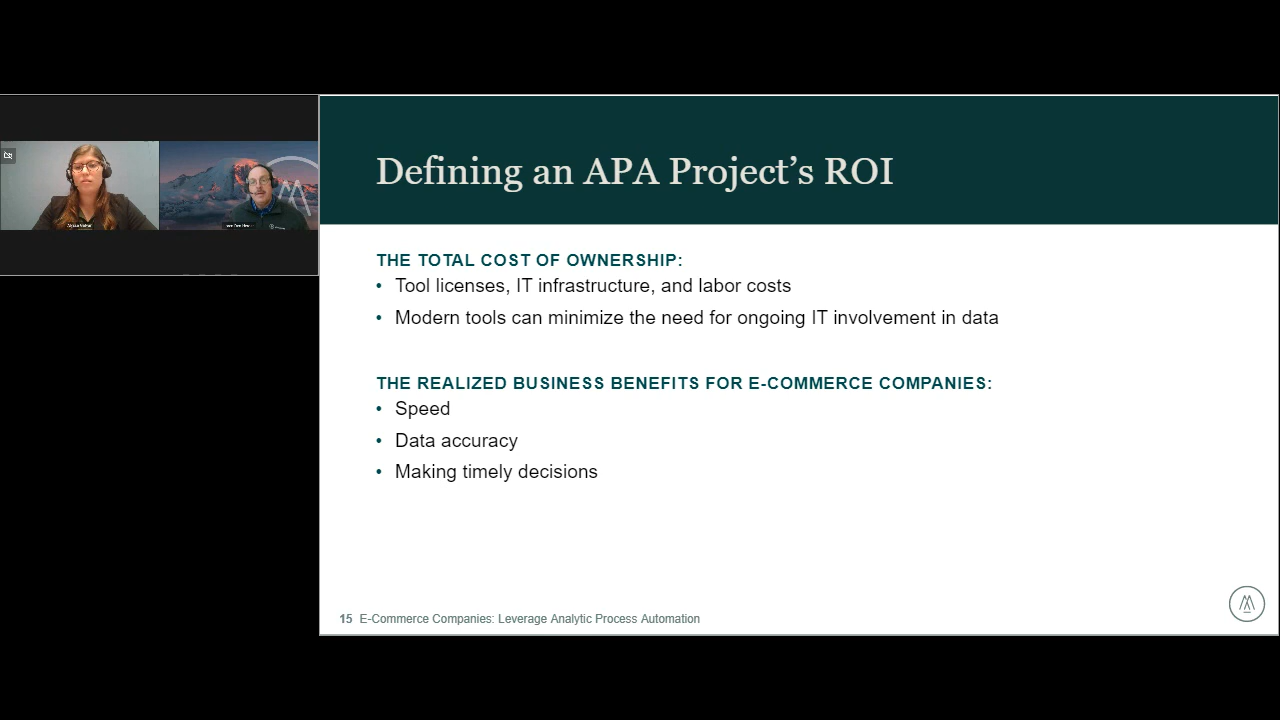 Defining an APA Project's ROI
THE TOTAL COST OF OWNERSHIP:
• Tool licenses, IT infrastructure, and labor costs
• Modern tools can minimize the need for ongoing IT involvement in data
THE REALIZED BUSINESS BENEFITS FOR E-COMMERCE COMPANIES:
• Speed
• Data accuracy
• Making timely decisions
15 E-Commerce Companies: Leverage Analytic Process Automation